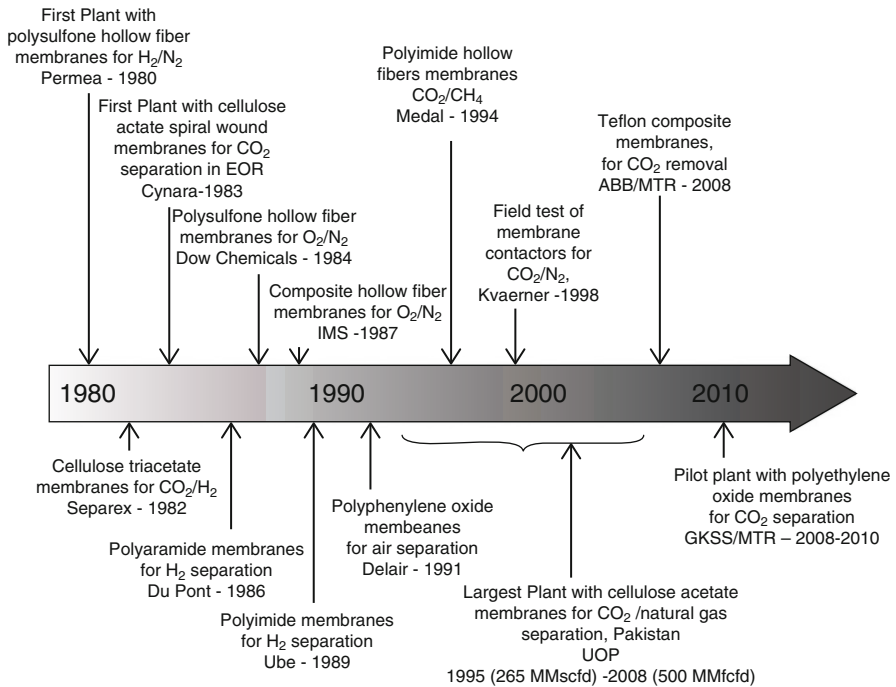 First Plant with
polysulfone hollow fiber
membranes for H₂/N₂
Permea - 1980
First Plant with cellulose
actate spiral wound
membranes for CO₂
separation in EOR
Cynara-1983
Polysulfone hollow fiber
membranes for O₂/N₂
Dow Chemicals - 1984
Composite hollow fiber
membranes for O₂/N₂
IMS -1987
Polyimide hollow
fibers membranes
CO₂/CH₄
Medal - 1994
Field test of
membrane
contactors for
CO₂/N₂,
Kvaerner -1998
Teflon composite
membranes,
for CO₂ removal
ABB/MTR - 2008
1980
1990
2000
2010
Cellulose triacetate
membranes for CO₂/H₂
Separex - 1982
Polyaramide membranes
for H₂ separation
Du Pont - 1986
Polyimide membranes
for H₂ separation
Ube - 1989
Polyphenylene oxide
membeanes
for air separation
Delair - 1991
Largest Plant with cellulose acetate
membranes for CO₂ /natural gas
separation, Pakistan
UOP
1995 (265 MMscfd) -2008 (500 MMfcfd)
Pilot plant with polyethylene
oxide membranes
for CO₂ separation
GKSS/MTR – 2008-2010